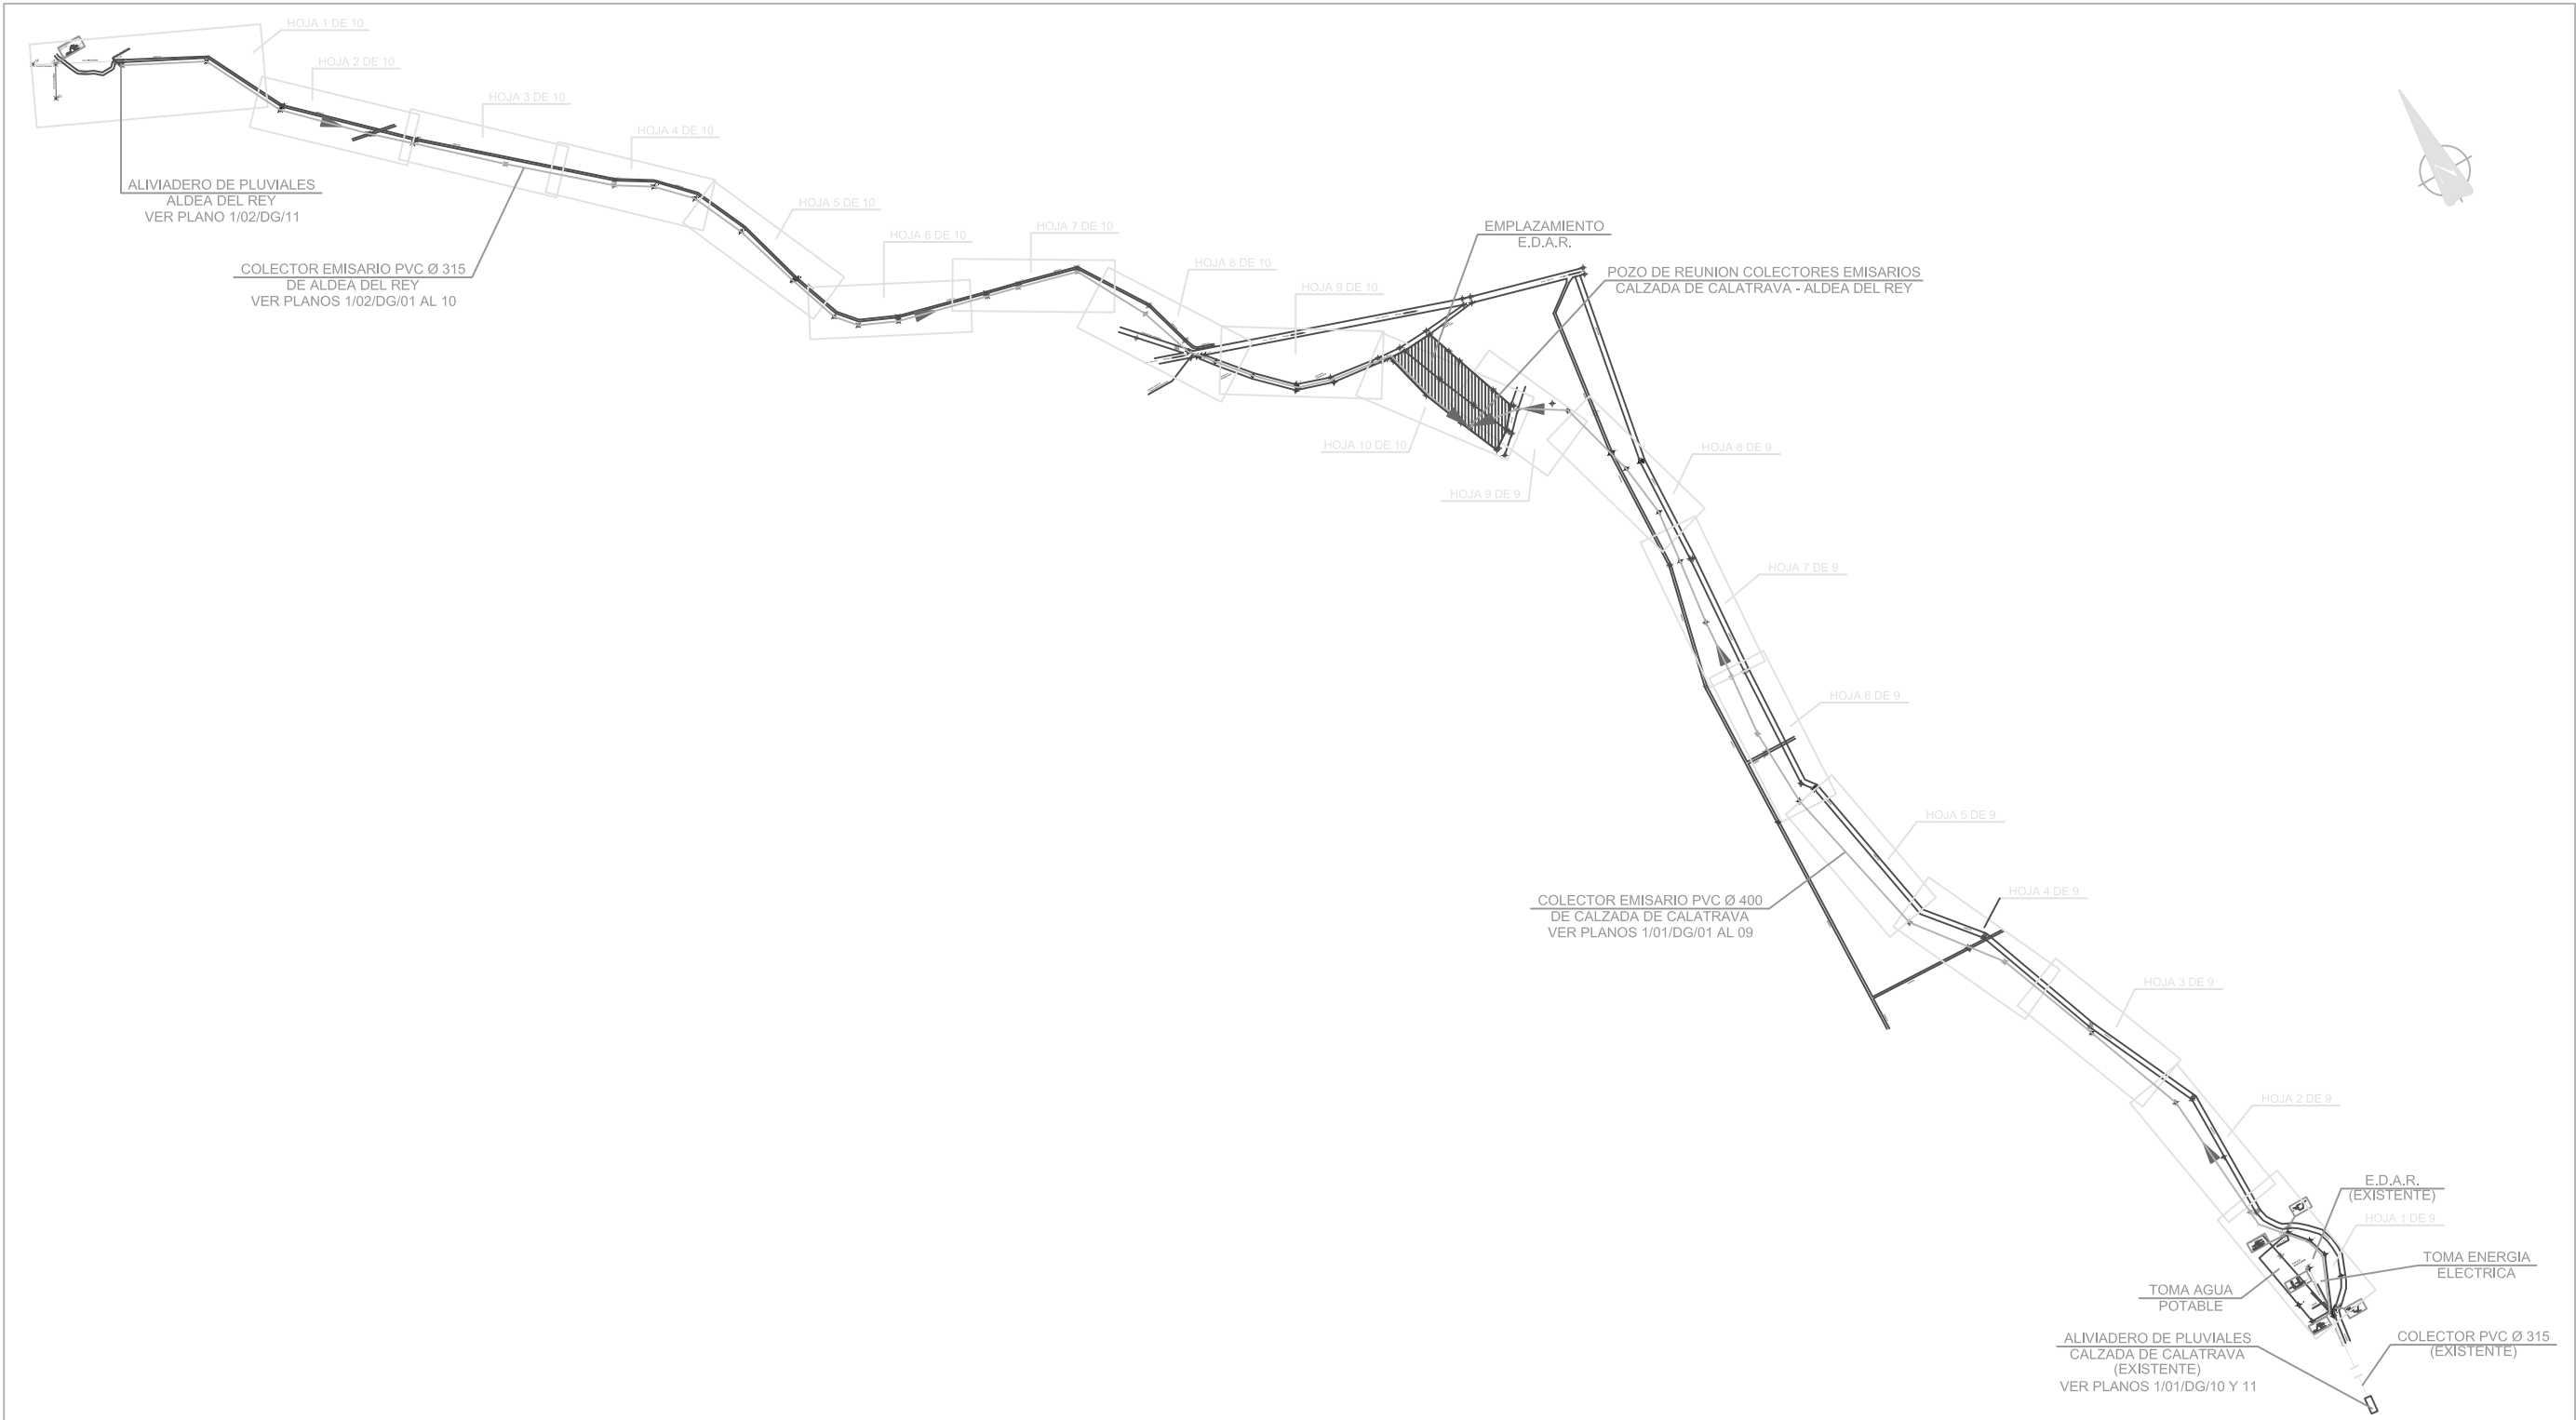 HOJA 1 DE 10
HOJA 2 DE 10
HOJA 3 DE 10
HOJA 4 DE 10
ALIVIADERO DE PLUVIALES
ALDEA DEL REY
VER PLANO 1/02/DG/11
HOJA 5 DE 10
HOJA 6 DE 10
HOJA 7 DE 10
COLECTOR EMISARIO PVC Ø 315
DE ALDEA DEL REY
VER PLANOS 1/02/DG/01 AL 10
HOJA 8 DE 10
HOJA 9 DE 10
EMPLAZAMIENTO
E.D.A.R.
POZO DE REUNION COLECTORES EMISARIOS
CALZADA DE CALATRAVA - ALDEA DEL REY
HOJA 10 DE 10
HOJA 9 DE 9
HOJA 8 DE 9
HOJA 7 DE 9
HOJA 6 DE 9
HOJA 5 DE 9
COLECTOR EMISARIO PVC Ø 400
DE CALZADA DE CALATRAVA
VER PLANOS 1/01/DG/01 AL 09
HOJA 4 DE 9
HOJA 3 DE 9
HOJA 2 DE 9
E.D.A.R.
(EXISTENTE)
HOJA 1 DE 9
TOMA ENERGIA
ELECTRICA
TOMA AGUA
POTABLE
ALIVIADERO DE PLUVIALES
CALZADA DE CALATRAVA
(EXISTENTE)
VER PLANOS 1/01/DG/10 Y 11
COLECTOR PVC Ø 315
(EXISTENTE)